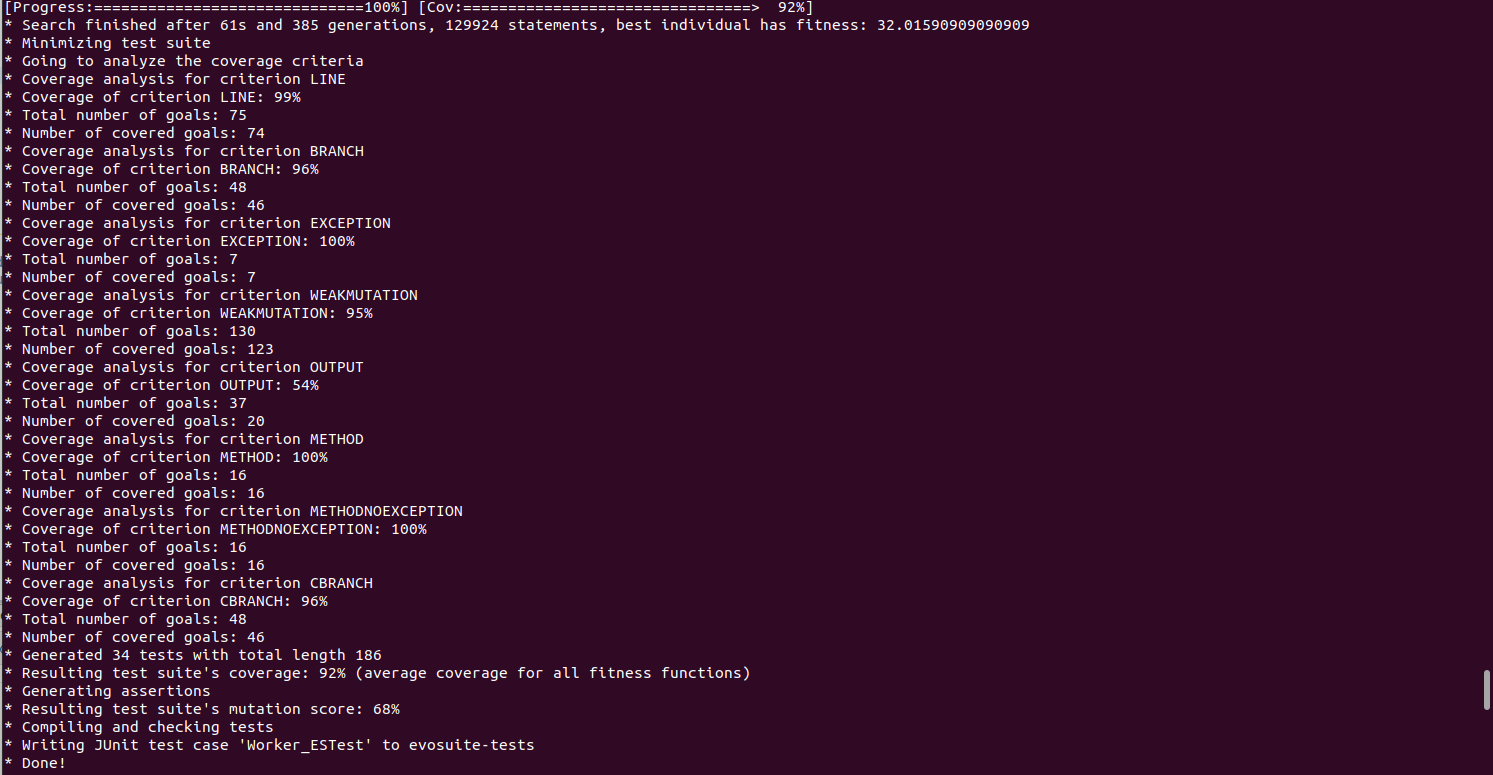 [Progress:==============================100%] [Cov:================================>  92%]
* Search finished after 61s and 385 generations, 129924 statements, best individual has fitness: 32.01590909090909
* Minimizing test suite
* Going to analyze the coverage criteria
* Coverage analysis for criterion LINE
* Coverage of criterion LINE: 99%
* Total number of goals: 75
* Number of covered goals: 74
* Coverage analysis for criterion BRANCH
* Coverage of criterion BRANCH: 96%
* Total number of goals: 48
* Number of covered goals: 46
* Coverage analysis for criterion EXCEPTION
* Coverage of criterion EXCEPTION: 100%
* Total number of goals: 7
* Number of covered goals: 7
* Coverage analysis for criterion WEAKMUTATION
* Coverage of criterion WEAKMUTATION: 95%
* Total number of goals: 130
* Number of covered goals: 123
* Coverage analysis for criterion OUTPUT
* Coverage of criterion OUTPUT: 54%
* Total number of goals: 37
* Number of covered goals: 20
* Coverage analysis for criterion METHOD
* Coverage of criterion METHOD: 100%
* Total number of goals: 16
* Number of covered goals: 16
* Coverage analysis for criterion METHODNOEXCEPTION
* Coverage of criterion METHODNOEXCEPTION: 100%
* Total number of goals: 16
* Number of covered goals: 16
* Coverage analysis for criterion CBRANCH
* Coverage of criterion CBRANCH: 96%
* Total number of goals: 48
* Number of covered goals: 46
* Generated 34 tests with total length 186
* Resulting test suite's coverage: 92% (average coverage for all fitness functions)
* Generating assertions
* Resulting test suite's mutation score: 68%
* Compiling and checking tests
* Writing JUnit test case 'Worker_ESTest' to evosuite-tests
* Done!